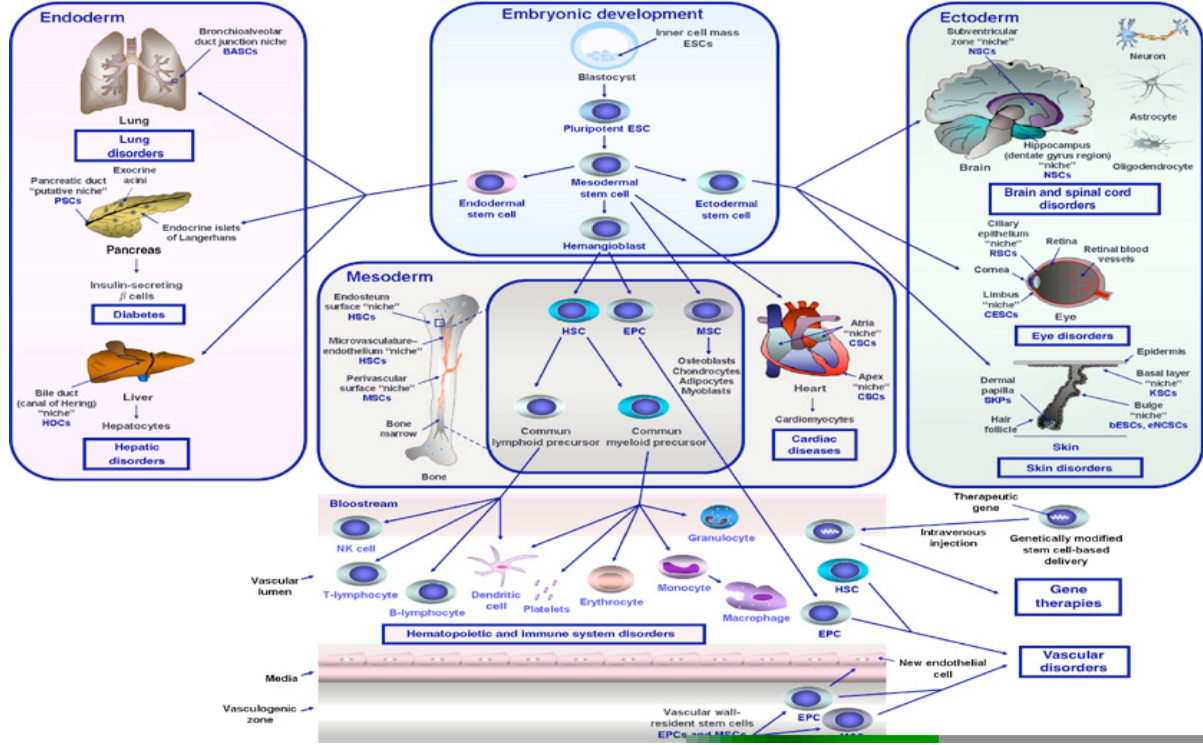 Endoderm
Bronchioalveolar
duct junction niche
BASCs
Lung
Lung
disorders
Exocrine
acini
Pancreatic duct
"putative niche"
PSCs
Endocrine islets
of Langerhans
Pancreas
Insulin-secreting
β cells
Diabetes
Bile duct
(canal of Hering)
"niche"
HOCs
Liver
Hepatocytes
Hepatic
disorders
Embryonic development
Inner cell mass
ESCs
Blastocyst
Pluripotent ESC
Mesodermal
stem cell
Endodermal
stem cell
Ectodermal
stem cell
Hemangioblast
Ectoderm
Subventricular
zone "niche"
NSCs
Neuron
Astrocyte
Oligodendrocyte
Brain
Hippocampus
(dentate gyrus region)
"niche"
NSCs
Brain and spinal cord
disorders
Ciliary
epithelium
"niche"
RSCs
Retina
Retinal blood
vessels
Cornea
Limbus
"niche"
CESCs
Eye
Eye disorders
Epidermis
Basal layer
"niche"
KSCs
Dermal
papilla
SKPs
Bulge
"niche"
bESCs, eNCSCs
Hair
follicle
Skin
Skin disorders
Mesoderm
Endosteum
surface "niche"
HSCs
Microvasculature–
endothelium "niche"
HSCs
Perivascular
surface "niche"
MSCs
Bone
marrow
Bone
HSC
EPC
MSC
Osteoblasts
Chondrocytes
Adipocytes
Myoblasts
Commun
lymphoid precursor
Commun
myeloid precursor
Atria
"niche"
CSCs
Heart
Apex
"niche"
CSCs
Cardiomyocytes
Cardiac
diseases
Bloostream
NK cell
Vascular
lumen
T-lymphocyte
B-lymphocyte
Dendritic
cell
Platelets
Erythrocyte
Monocyte
Granulocyte
Macrophage
Hematopoietic and immune system disorders
Therapeutic
gene
Intravenous
injection
Genetically modified
stem cell-based
delivery
HSC
EPC
Gene
therapies
Vascular
disorders
New endothelial
cell
Media
Vasculogenic
zone
Vascular wall-
resident stem cells
EPCs and MSCs
EPC